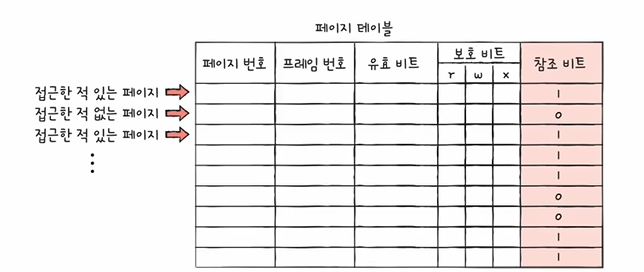 페이지 테이블
페이지 번호 프레임 번호 유효 비트 보호 비트 참조 비트
r w x
접근한 적 있는 페이지 1
접근한 적 없는 페이지 0
접근한 적 있는 페이지 1
1
1
0
0
1
1